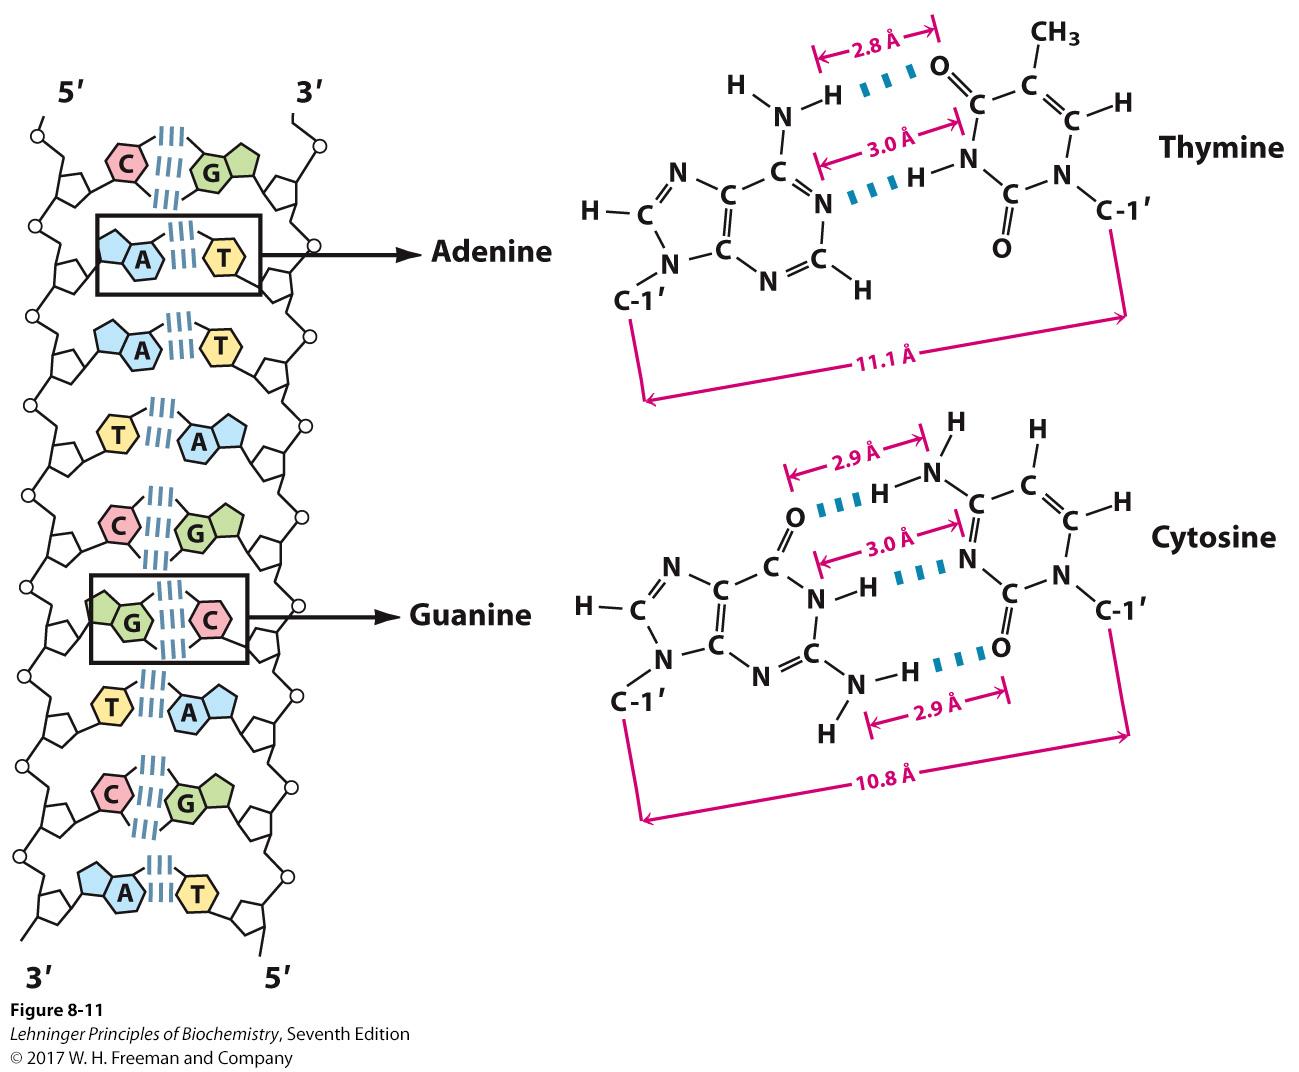 5′ 3′
C G
A T
A T
T A
C G
G C
T A
C G
A T
3′ 5′
Adenine
Guanine
2.8 Å
CH₃
H
H
O
N
C
C
H
C
3.0 Å
Thymine
N
C
N
H
N
C
N
H
C
N
C
C-1′
C
O
N
C
N
C
H
C-1′
11.1 Å
H
H
2.9 Å
N
H
C
C
H
O
C
3.0 Å
Cytosine
N
C
N
N
H
C
H
C
N
C
C-1′
N
C
C
O
N
N
H
C-1′
H
2.9 Å
10.8 Å
Figure 8-11
Lehninger Principles of Biochemistry, Seventh Edition
© 2017 W. H. Freeman and Company